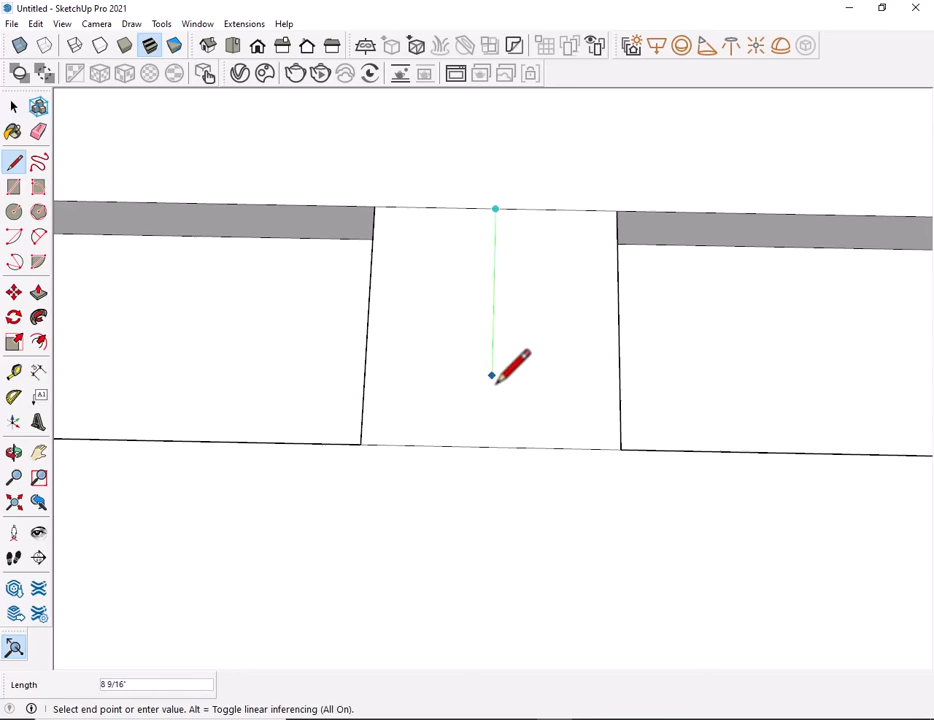 Untitled - SketchUp Pro 2021
File Edit View Camera Draw Tools Window Extensions Help
A1
Length 8 9/16"
Select end point or enter value. Alt = Toggle linear inferencing (All On).